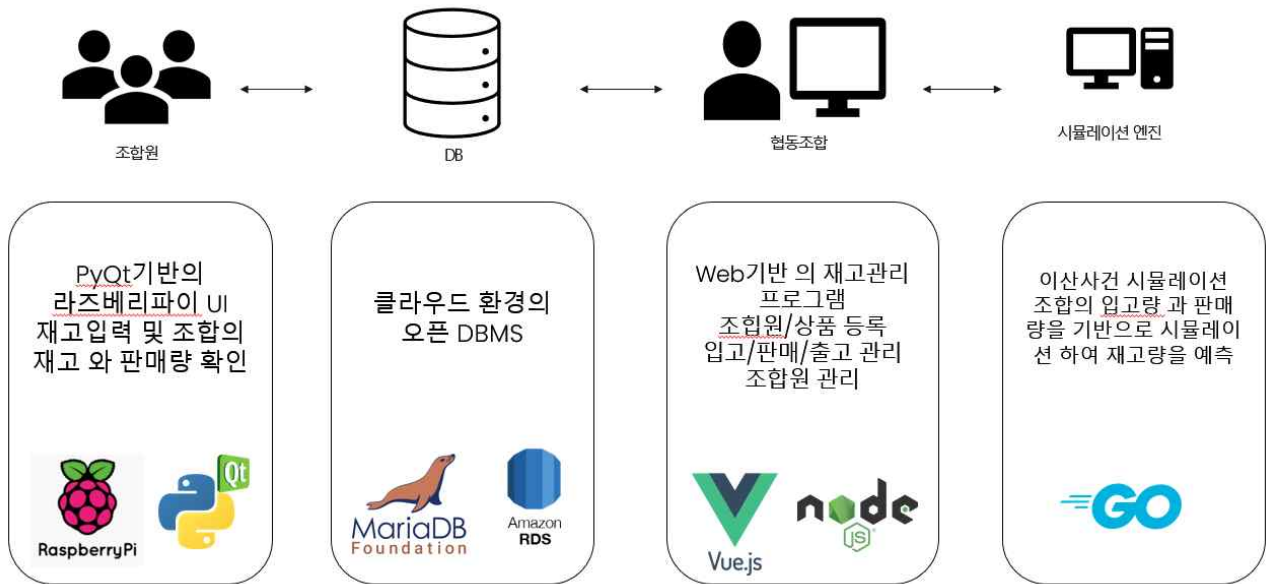 조합원
DB
협동조합
시뮬레이션 엔진
PyQt기반의
라즈베리파이 UI
재고입력 및 조합의
재고 와 판매량 확인
RaspberryPi
Qt
클라우드 환경의
오픈 DBMS
MariaDB
Foundation
Amazon
RDS
Web기반 의 재고관리
프로그램
조힙원/상품 등록
입고/판매/출고 관리
조합원 관리
Vue.js
node
JS
이산사건 시뮬레이션
조합의 입고량 과 판매
량을 기반으로 시뮬레이
션 하여 재고량을 예측
GO